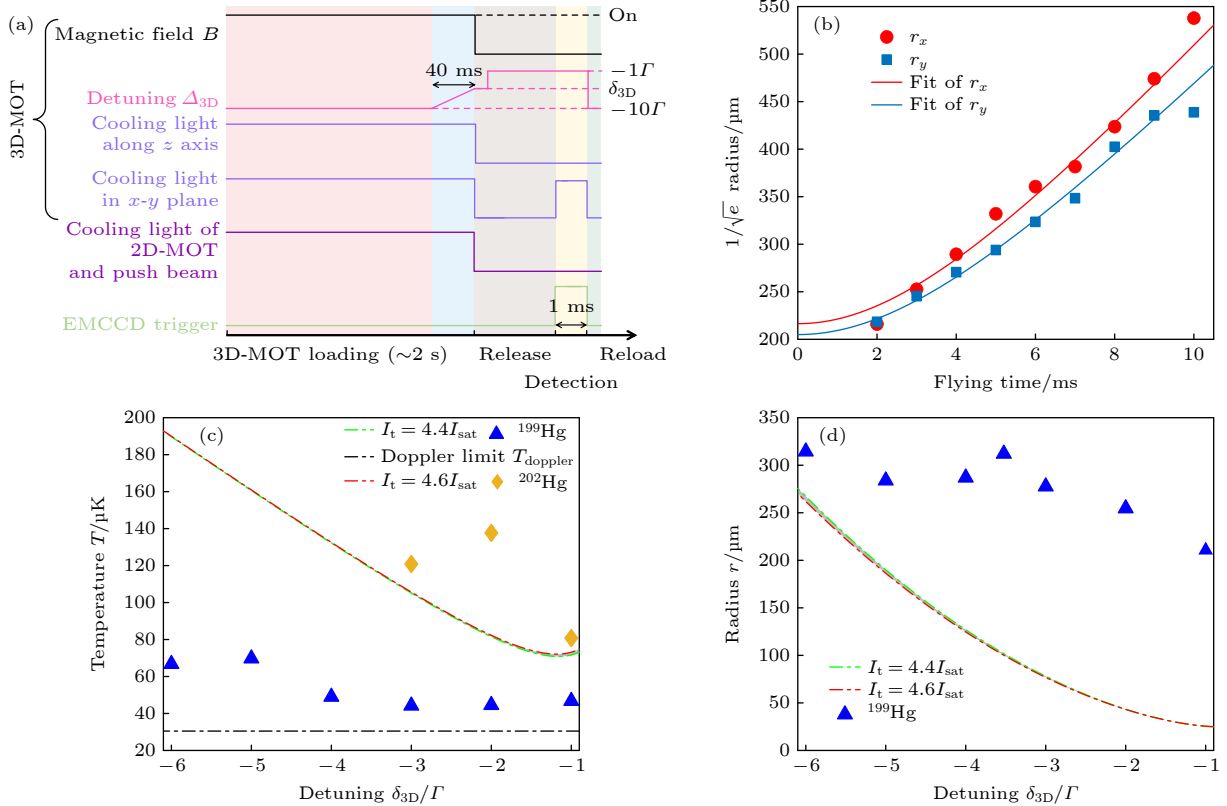 (a)
On
Magnetic field B
3D-MOT
40 ms
−1Γ
δ3D
Detuning Δ3D
−10Γ
Cooling light
along z axis
Cooling light
in x-y plane
Cooling light of
2D-MOT
and push beam
1 ms
EMCCD trigger
3D-MOT loading (∼2 s)
Release
Reload
Detection
(b)
550
500
450
400
350
300
250
200
1/√e radius/μm
rx
ry
Fit of rx
Fit of ry
0
2
4
6
8
10
Flying time/ms
(c)
200
180
160
140
120
100
80
60
40
20
Temperature T/μK
It = 4.4Isat
199Hg
Doppler limit Tdoppler
It = 4.6Isat
202Hg
−6
−5
−4
−3
−2
−1
Detuning δ3D/Γ
(d)
350
300
250
200
150
100
50
0
Radius r/μm
It = 4.4Isat
It = 4.6Isat
199Hg
−6
−5
−4
−3
−2
−1
Detuning δ3D/Γ